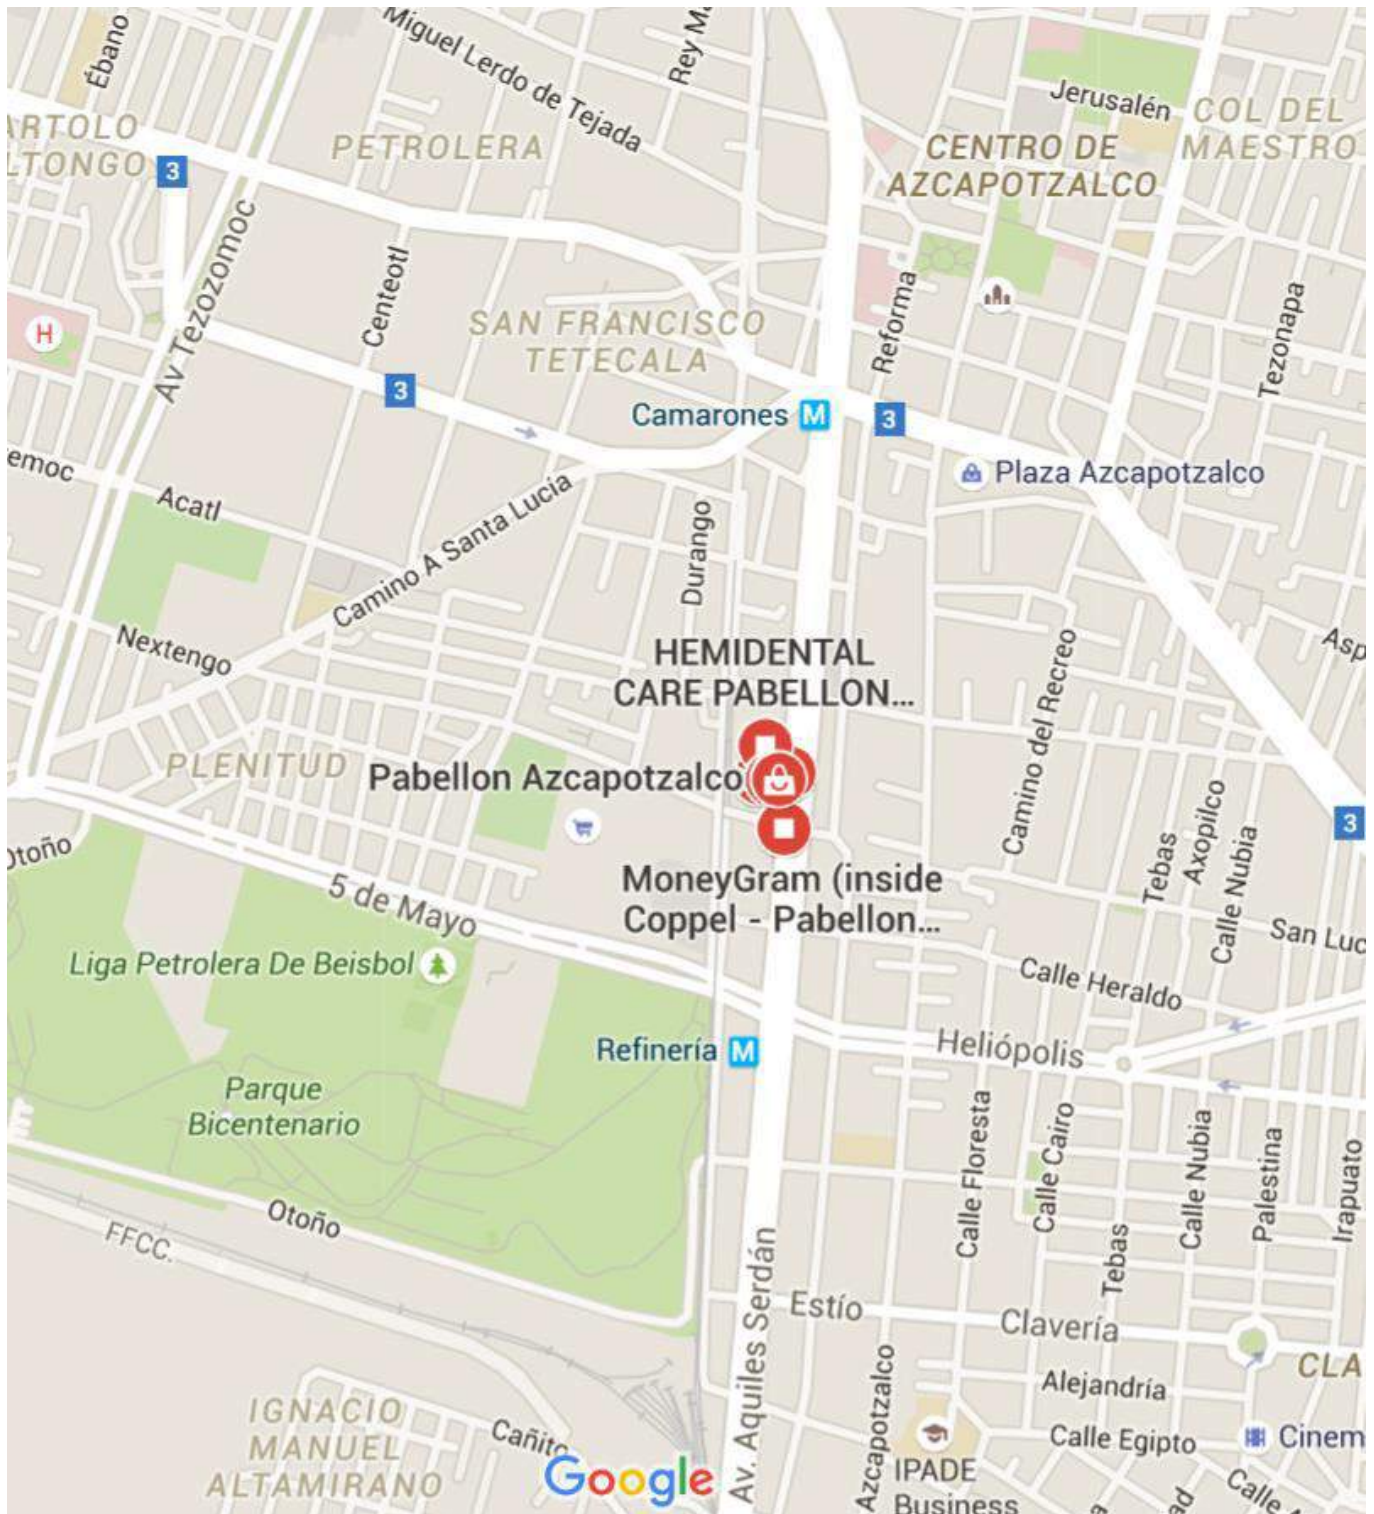 Ébano
Miguel Lerdo de Tejada
Rey
Jerusalén
COL DEL
MAESTRO
ARTOLO
LTONGO
3
PETROLERA
CENTRO DE
AZCAPOTZALCO
Av Tezozomoc
Centeotl
SAN FRANCISCO
TETECALA
Reforma
Tezonapa
H
3
Camarones M
3
Plaza Azcapotzalco
emoc
Acatl
Camino A Santa Lucia
Durango
Nextengo
HEMIDENTAL
CARE PABELLON...
Camino del Recreo
Asp
PLENITUD
Pabellon Azcapotzalco
3
Otoño
5 de Mayo
MoneyGram (inside
Coppel - Pabellon...
Tebas
Axopilco
Calle Nubia
San Luc
Liga Petrolera De Beisbol
Calle Heraldo
Refinería M
Heliópolis
Parque
Bicentenario
Calle Floresta
Calle Cairo
Calle Nubia
Palestina
Irapuato
Otoño
FFCC.
Tebas
Av. Aquiles Serdán
Estío
Clavería
CLA
Azcapotzalco
Alejandría
IGNACIO
MANUEL
ALTAMIRANO
Cañito
Calle Egipto
Cinem
Google
IPADE
Business
Calle